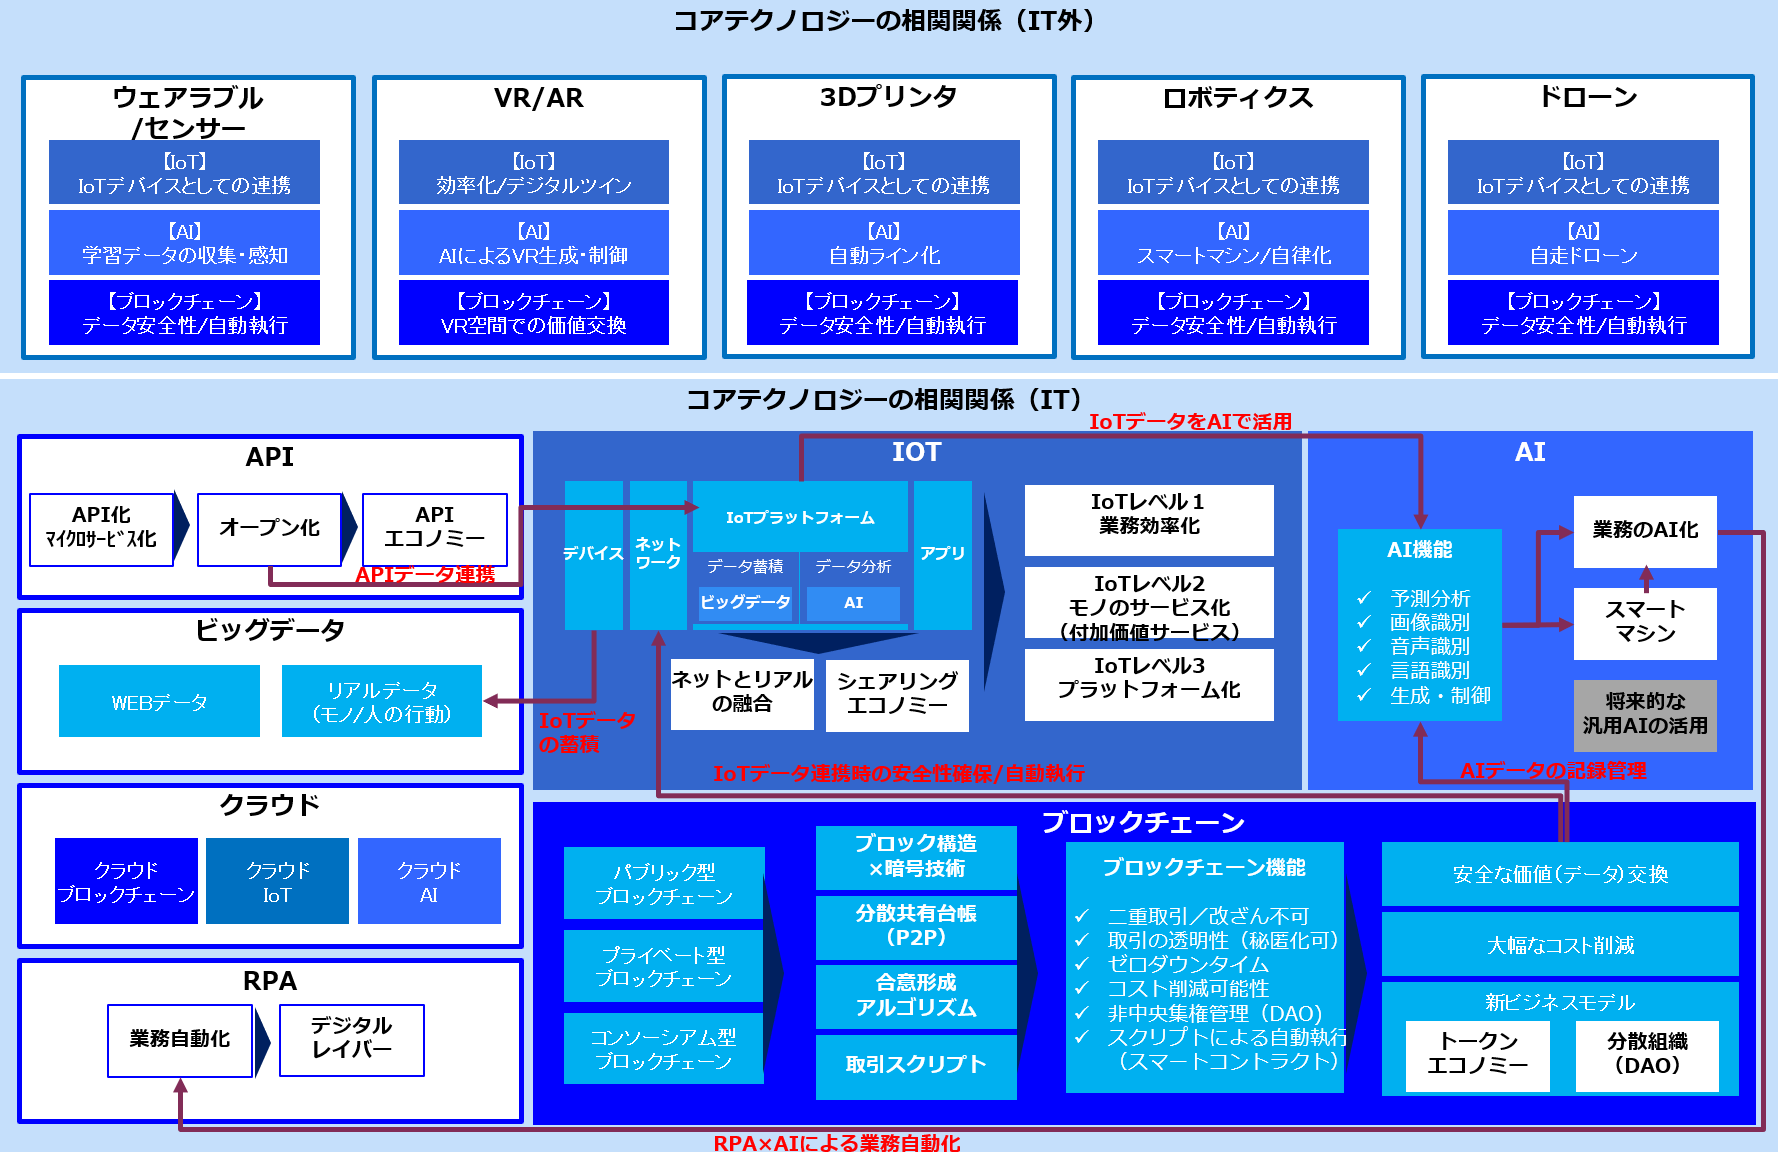 コアテクノロジーの相関関係（IT外）
ウェアラブル
/センサー
【IoT】
IoTデバイスとしての連携
【AI】
学習データの収集・感知
【ブロックチェーン】
データ安全性/自動執行
VR/AR
【IoT】
効率化/デジタルツイン
【AI】
AIによるVR生成・制御
【ブロックチェーン】
VR空間での価値交換
3Dプリンタ
【IoT】
IoTデバイスとしての連携
【AI】
自動ライン化
【ブロックチェーン】
データ安全性/自動執行
ロボティクス
【IoT】
IoTデバイスとしての連携
【AI】
スマートマシン/自律化
【ブロックチェーン】
データ安全性/自動執行
ドローン
【IoT】
IoTデバイスとしての連携
【AI】
自走ドローン
【ブロックチェーン】
データ安全性/自動執行
コアテクノロジーの相関関係（IT）
API
API化
ﾏｲｸﾛｻｰﾋﾞｽ化
オープン化
API
エコノミー
APIデータ連携
ビッグデータ
WEBデータ
リアルデータ
（モノ/人の行動）
クラウド
クラウド
ブロックチェーン
クラウド
IoT
クラウド
AI
RPA
業務自動化
デジタル
レイバー
IOT
デバイス
ネット
ワーク
IoTプラットフォーム
データ蓄積
ビッグデータ
データ分析
AI
アプリ
ネットとリアル
の融合
シェアリング
エコノミー
IoTレベル１
業務効率化
IoTレベル2
モノのサービス化
（付加価値サービス）
IoTレベル3
プラットフォーム化
IoTデータをAIで活用
IoTデータ
の蓄積
IoTデータ連携時の安全性確保/自動執行
AI
AI機能
✓ 予測分析
✓ 画像識別
✓ 音声識別
✓ 言語識別
✓ 生成・制御
業務のAI化
スマート
マシン
将来的な
汎用AIの活用
AIデータの記録管理
ブロックチェーン
パブリック型
ブロックチェーン
プライベート型
ブロックチェーン
コンソーシアム型
ブロックチェーン
ブロック構造
×暗号技術
分散共有台帳
（P2P）
合意形成
アルゴリズム
取引スクリプト
ブロックチェーン機能
✓ 二重取引／改ざん不可
✓ 取引の透明性（秘匿化可）
✓ ゼロダウンタイム
✓ コスト削減可能性
✓ 非中央集権管理（DAO）
✓ スクリプトによる自動執行
（スマートコントラクト）
安全な価値（データ）交換
大幅なコスト削減
新ビジネスモデル
トークン
エコノミー
分散組織
（DAO）
RPA×AIによる業務自動化